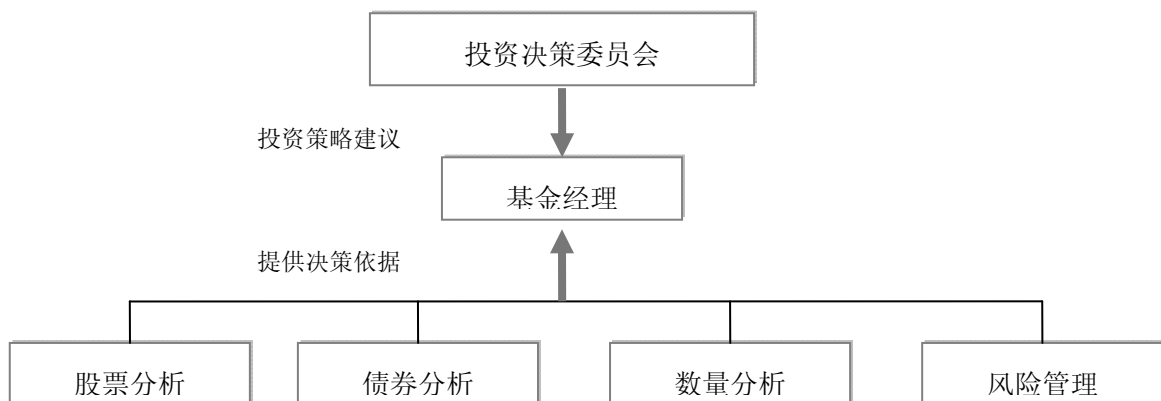 投资决策委员会
投资策略建议
基金经理
提供决策依据
股票分析
债券分析
数量分析
风险管理